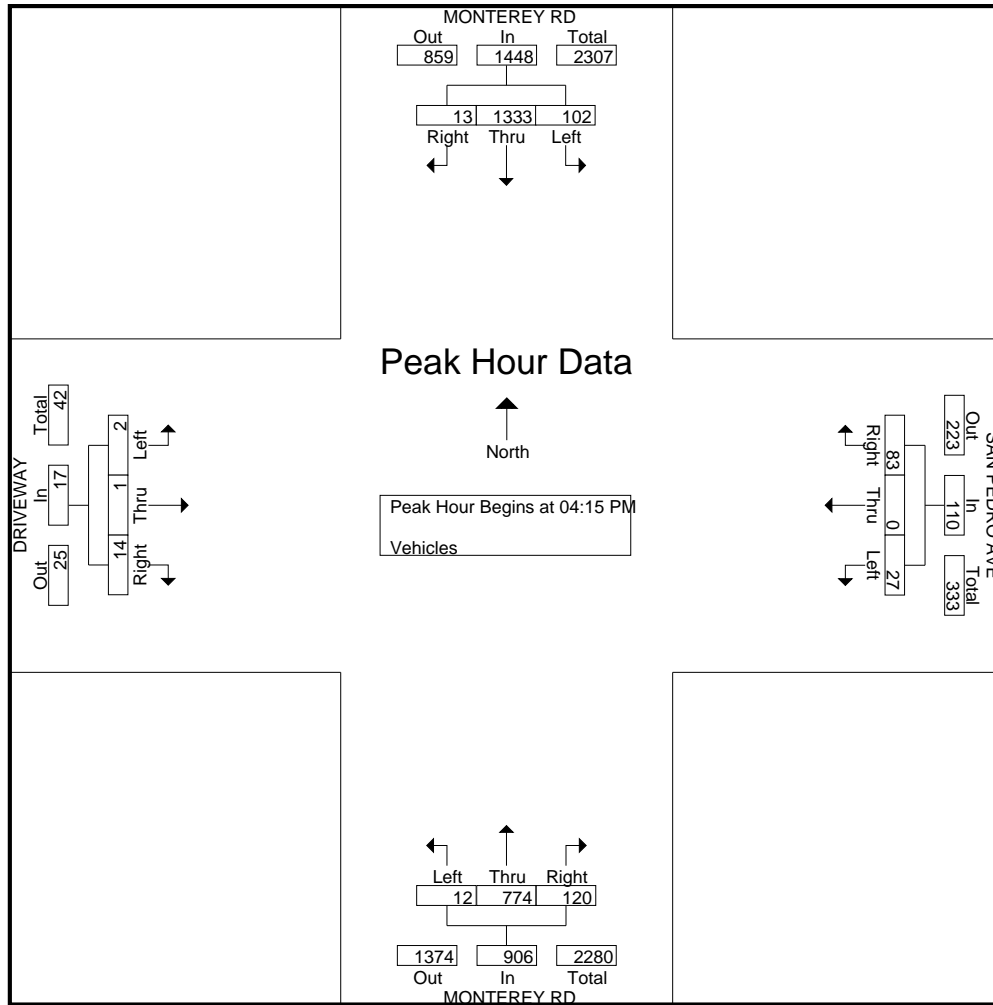 MONTEREY RD
Out In Total
859 1448 2307
13 1333 102
Right Thru Left
Peak Hour Data
North
Peak Hour Begins at 04:15 PM
Vehicles
DRIVEWAY
Out In Total
25 17 42
Left Thru Right
2 1 14
SAN PEDRO AVE
Out In Total
223 110 333
Right Thru Left
83 0 27
Left Thru Right
12 774 120
1374 906 2280
Out In Total
MONTEREY RD